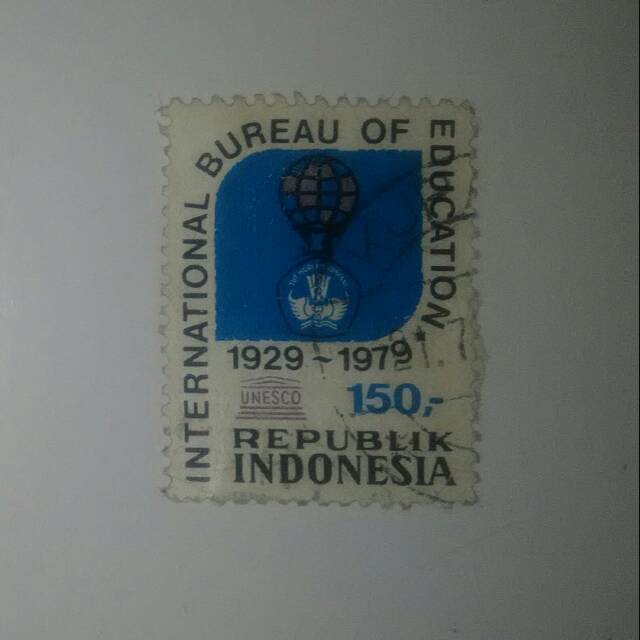 INTERNATIONAL BUREAU OF EDUCATION
1929-1979
UNESCO
150,-
REPUBLIK
INDONESIA